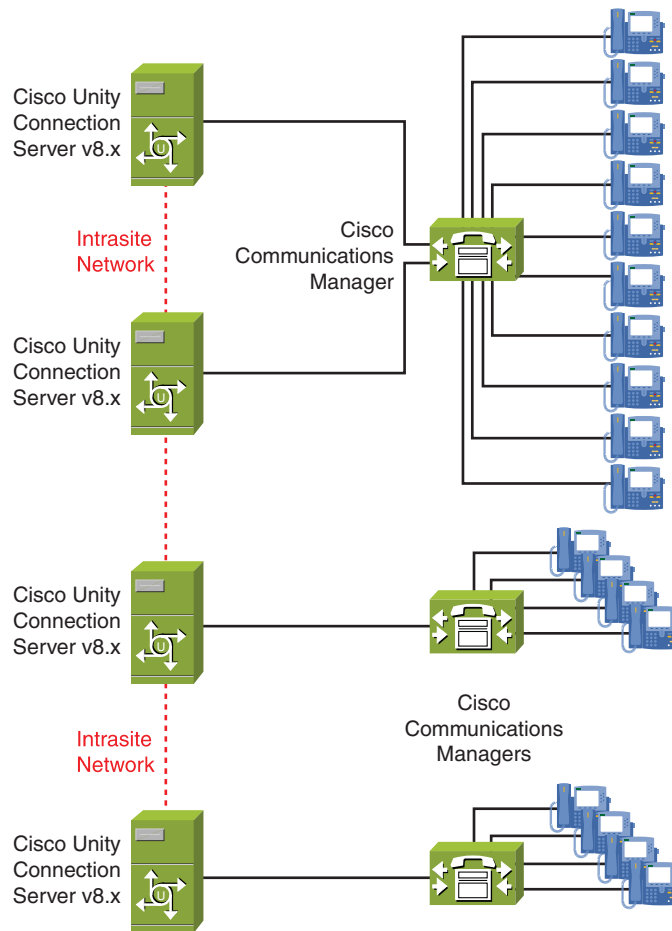 Cisco Unity
Connection
Server v8.x
Intrasite
Network
Cisco
Communications
Manager
Cisco Unity
Connection
Server v8.x
Cisco Unity
Connection
Server v8.x
Cisco
Communications
Managers
Intrasite
Network
Cisco Unity
Connection
Server v8.x
U
U
U
U